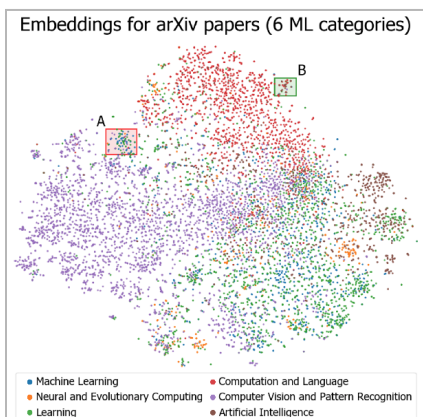 Embeddings for arXiv papers (6 ML categories)
B
A
Machine Learning
Computation and Language
Neural and Evolutionary Computing
Computer Vision and Pattern Recognition
Learning
Artificial Intelligence